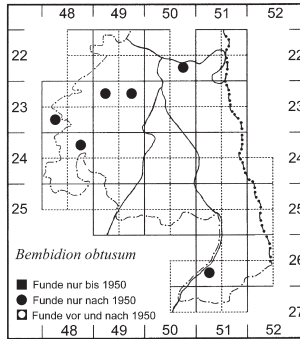 48 49 50 51 52
22 22
23 23
24 24
25 25
Bembidion obtusum
26
Funde nur bis 1950
Funde nur nach 1950
Funde vor und nach 1950
27
48 49 50 51 52